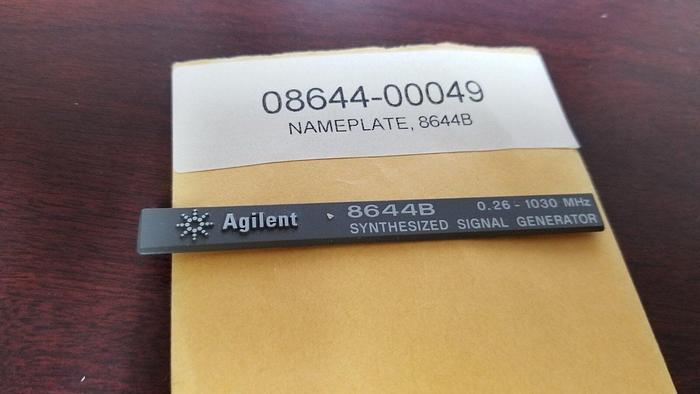 08644-00049
NAMEPLATE, 8644B
Agilent 8644B 0.26 - 1030 MHz
SYNTHESIZED SIGNAL GENERATOR